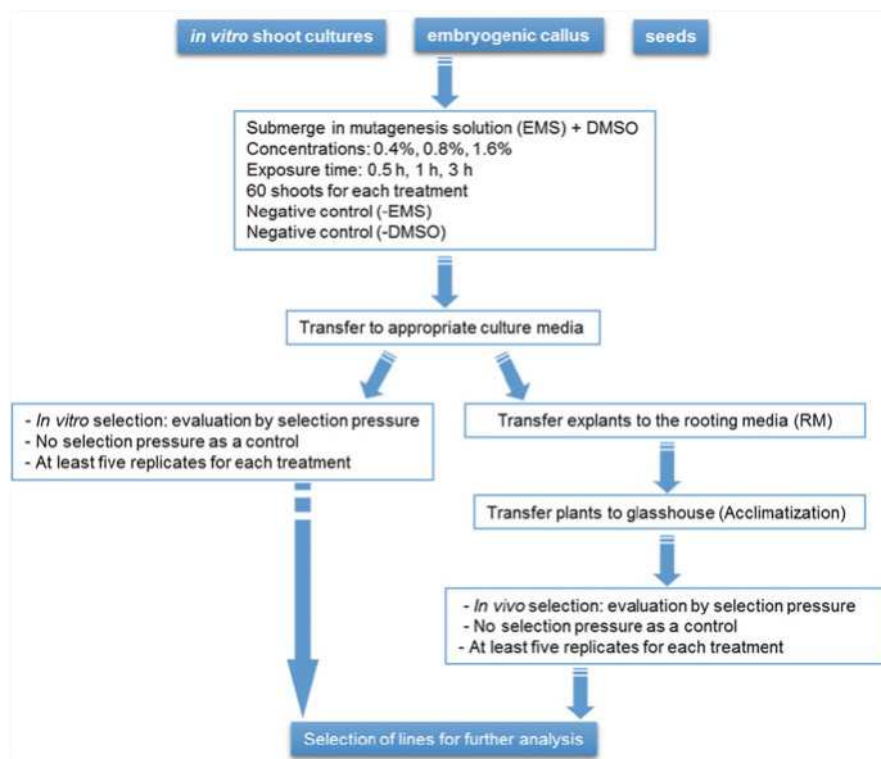 in vitro shoot cultures
embryogenic callus
seeds
Submerge in mutagenesis solution (EMS) + DMSO
Concentrations: 0.4%, 0.8%, 1.6%
Exposure time: 0.5 h, 1 h, 3 h
60 shoots for each treatment
Negative control (-EMS)
Negative control (-DMSO)
Transfer to appropriate culture media
- In vitro selection: evaluation by selection pressure
- No selection pressure as a control
- At least five replicates for each treatment
Transfer explants to the rooting media (RM)
Transfer plants to glasshouse (Acclimatization)
- In vivo selection: evaluation by selection pressure
- No selection pressure as a control
- At least five replicates for each treatment
Selection of lines for further analysis